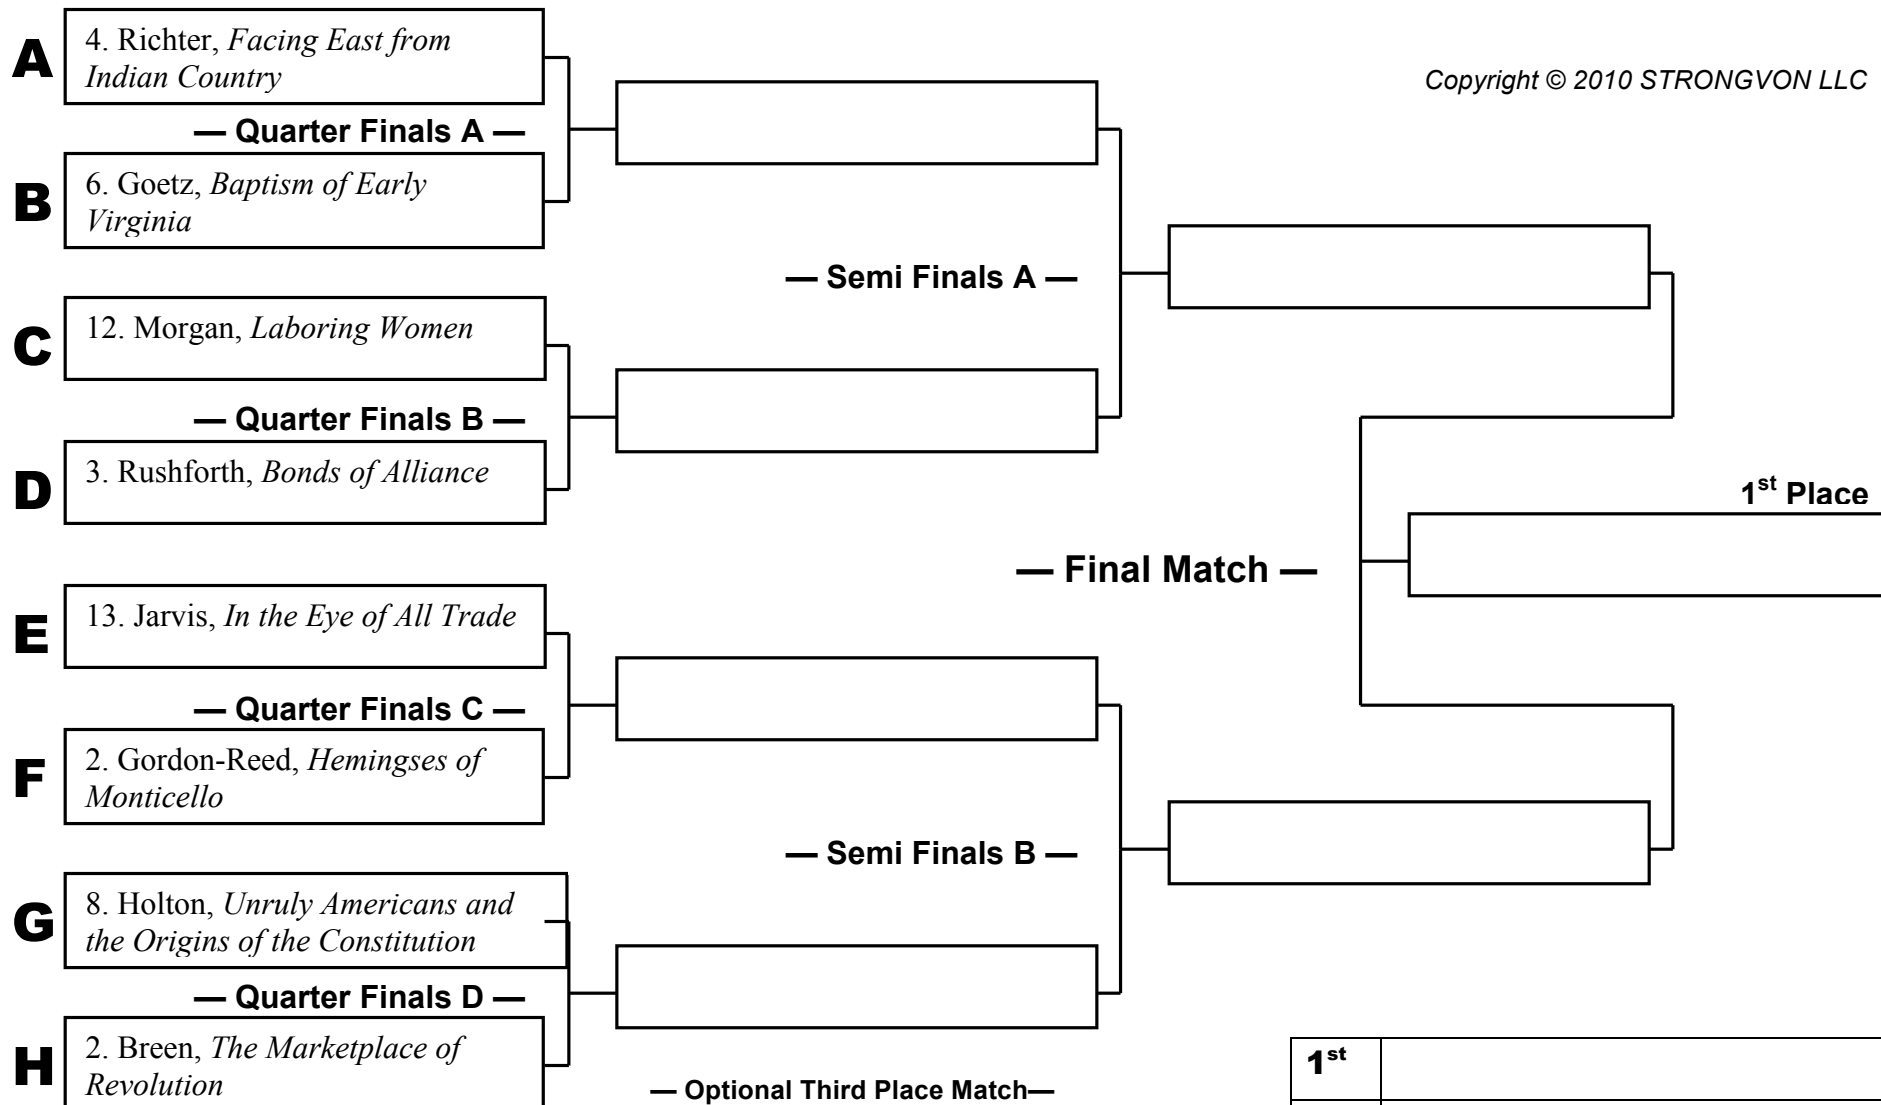 A
4. Richter, Facing East from
Indian Country
Copyright © 2010 STRONGVON LLC
— Quarter Finals A —
B
6. Goetz, Baptism of Early
Virginia
— Semi Finals A —
C
12. Morgan, Laboring Women
— Quarter Finals B —
D
3. Rushforth, Bonds of Alliance
1st Place
— Final Match —
E
13. Jarvis, In the Eye of All Trade
— Quarter Finals C —
F
2. Gordon-Reed, Hemingses of
Monticello
— Semi Finals B —
G
8. Holton, Unruly Americans and
the Origins of the Constitution
— Quarter Finals D —
H
2. Breen, The Marketplace of
Revolution
— Optional Third Place Match—
1st